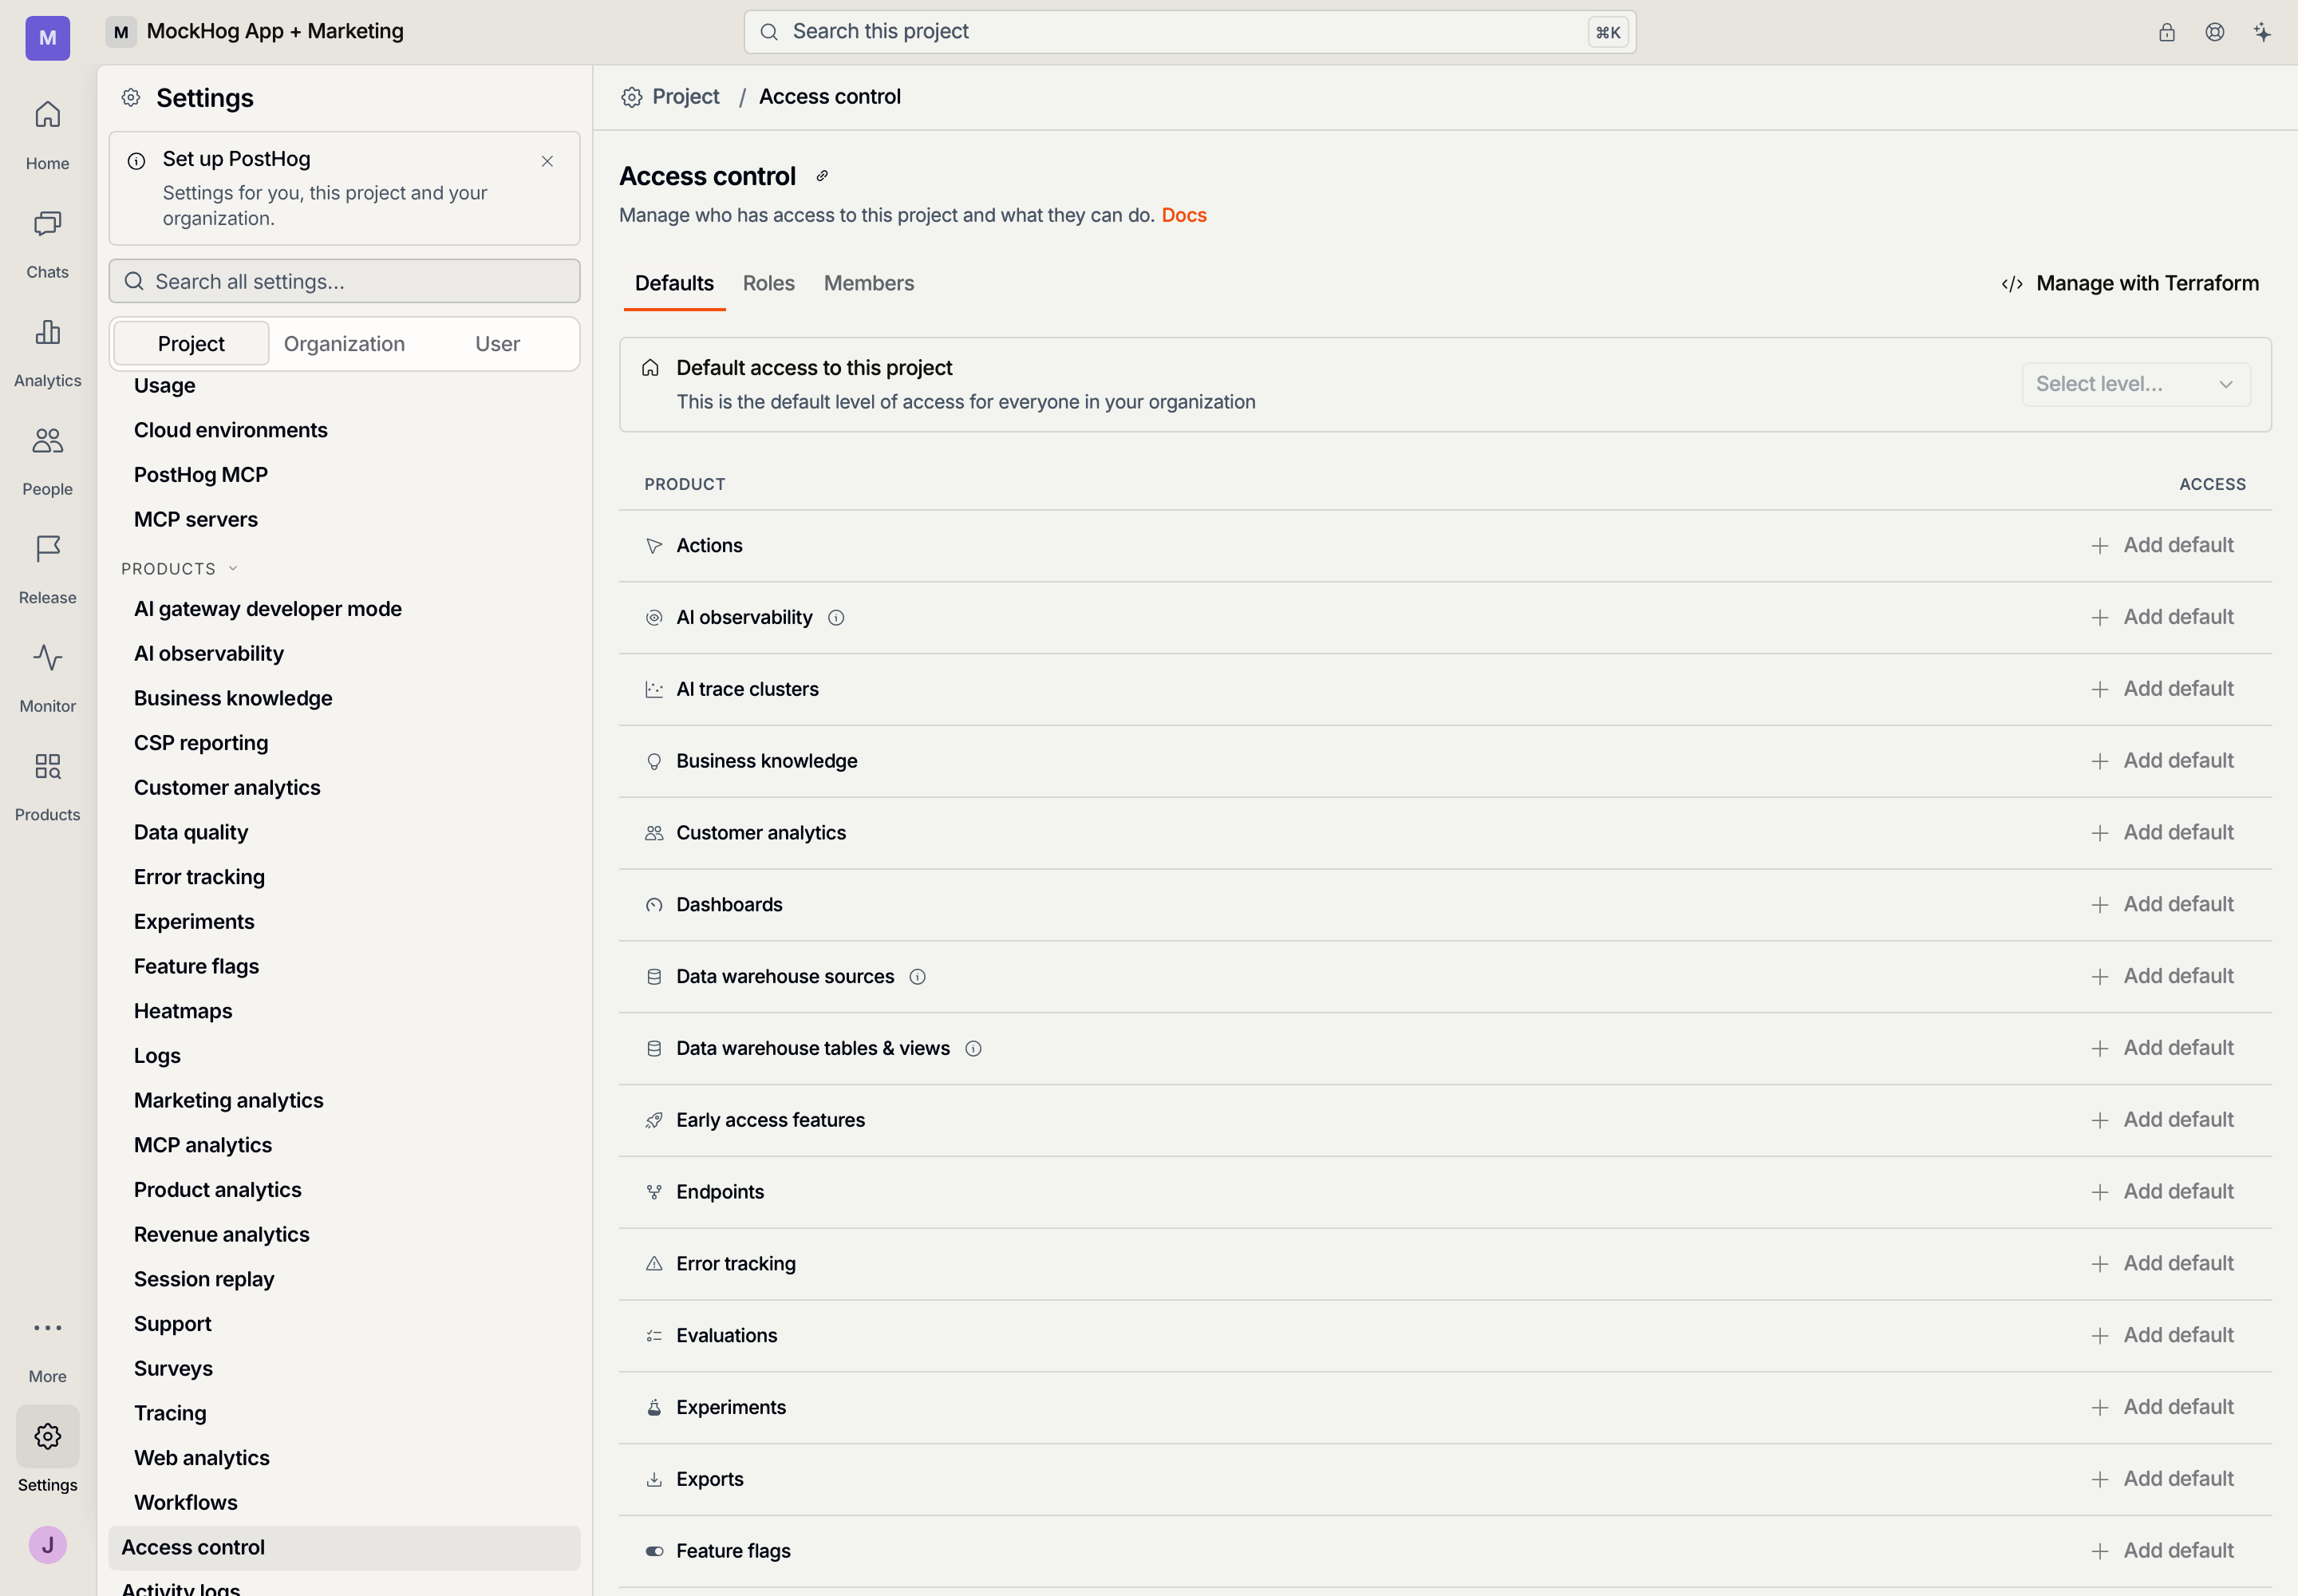 M
M
MockHog App + Marketing
Search this project
⌘K
Home
Chats
Analytics
People
Release
Monitor
Products
More
Settings
J
Settings
Set up PostHog
Settings for you, this project and your
organization.
Search all settings...
Project
Organization
User
Usage
Cloud environments
PostHog MCP
MCP servers
PRODUCTS
AI gateway developer mode
AI observability
Business knowledge
CSP reporting
Customer analytics
Data quality
Error tracking
Experiments
Feature flags
Heatmaps
Logs
Marketing analytics
MCP analytics
Product analytics
Revenue analytics
Session replay
Support
Surveys
Tracing
Web analytics
Workflows
Access control
Activity logs
Project / Access control
Access control
Manage who has access to this project and what they can do. Docs
Defaults
Roles
Members
Manage with Terraform
Default access to this project
This is the default level of access for everyone in your organization
Select level...
PRODUCT
ACCESS
Actions
Add default
AI observability
Add default
AI trace clusters
Add default
Business knowledge
Add default
Customer analytics
Add default
Dashboards
Add default
Data warehouse sources
Add default
Data warehouse tables & views
Add default
Early access features
Add default
Endpoints
Add default
Error tracking
Add default
Evaluations
Add default
Experiments
Add default
Exports
Add default
Feature flags
Add default